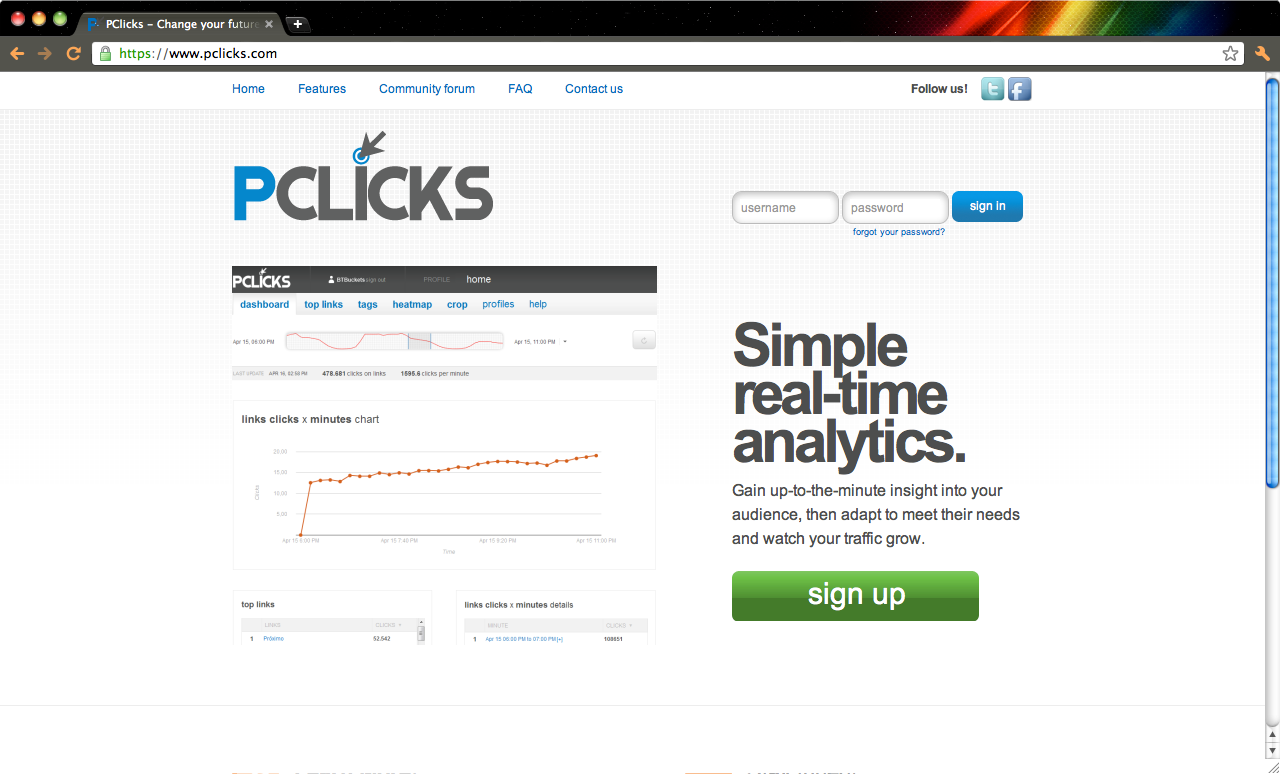 PClicks – Change your future
https://www.pclicks.com
Home Features Community forum FAQ Contact us Follow us!
PCLICKS
username password sign in
forgot your password?
PCLICKS BTBuckets sign out PROFILE home
dashboard top links tags heatmap crop profiles help
Apr 15, 06:00 PM Apr 15, 11:00 PM
LAST UPDATE APR 16, 02:58 PM 478.681 clicks on links 1595.6 clicks per minute
Simple
real-time
analytics.
links clicks x minutes chart
20,00
15,00
10,00
5,00
Clicks
Apr 15 6:00 PM Apr 15 7:40 PM Apr 15 9:20 PM Apr 15 11:00 PM
Time
Gain up-to-the-minute insight into your
audience, then adapt to meet their needs
and watch your traffic grow.
sign up
top links
LINKS CLICKS
1 Próximo 52.542
links clicks x minutes details
MINUTE CLICKS
1 Apr 15 06:00 PM to 07:00 PM [+] 108851